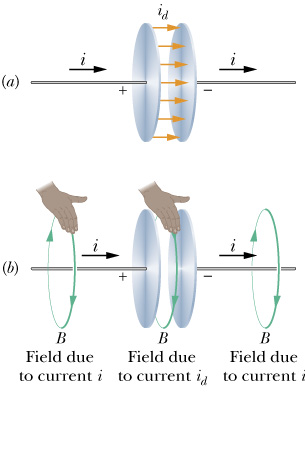 i_d
i i
(a)
+ −
i i
(b)
+ −
B B B
Field due Field due Field due
to current i to current i_d to current i